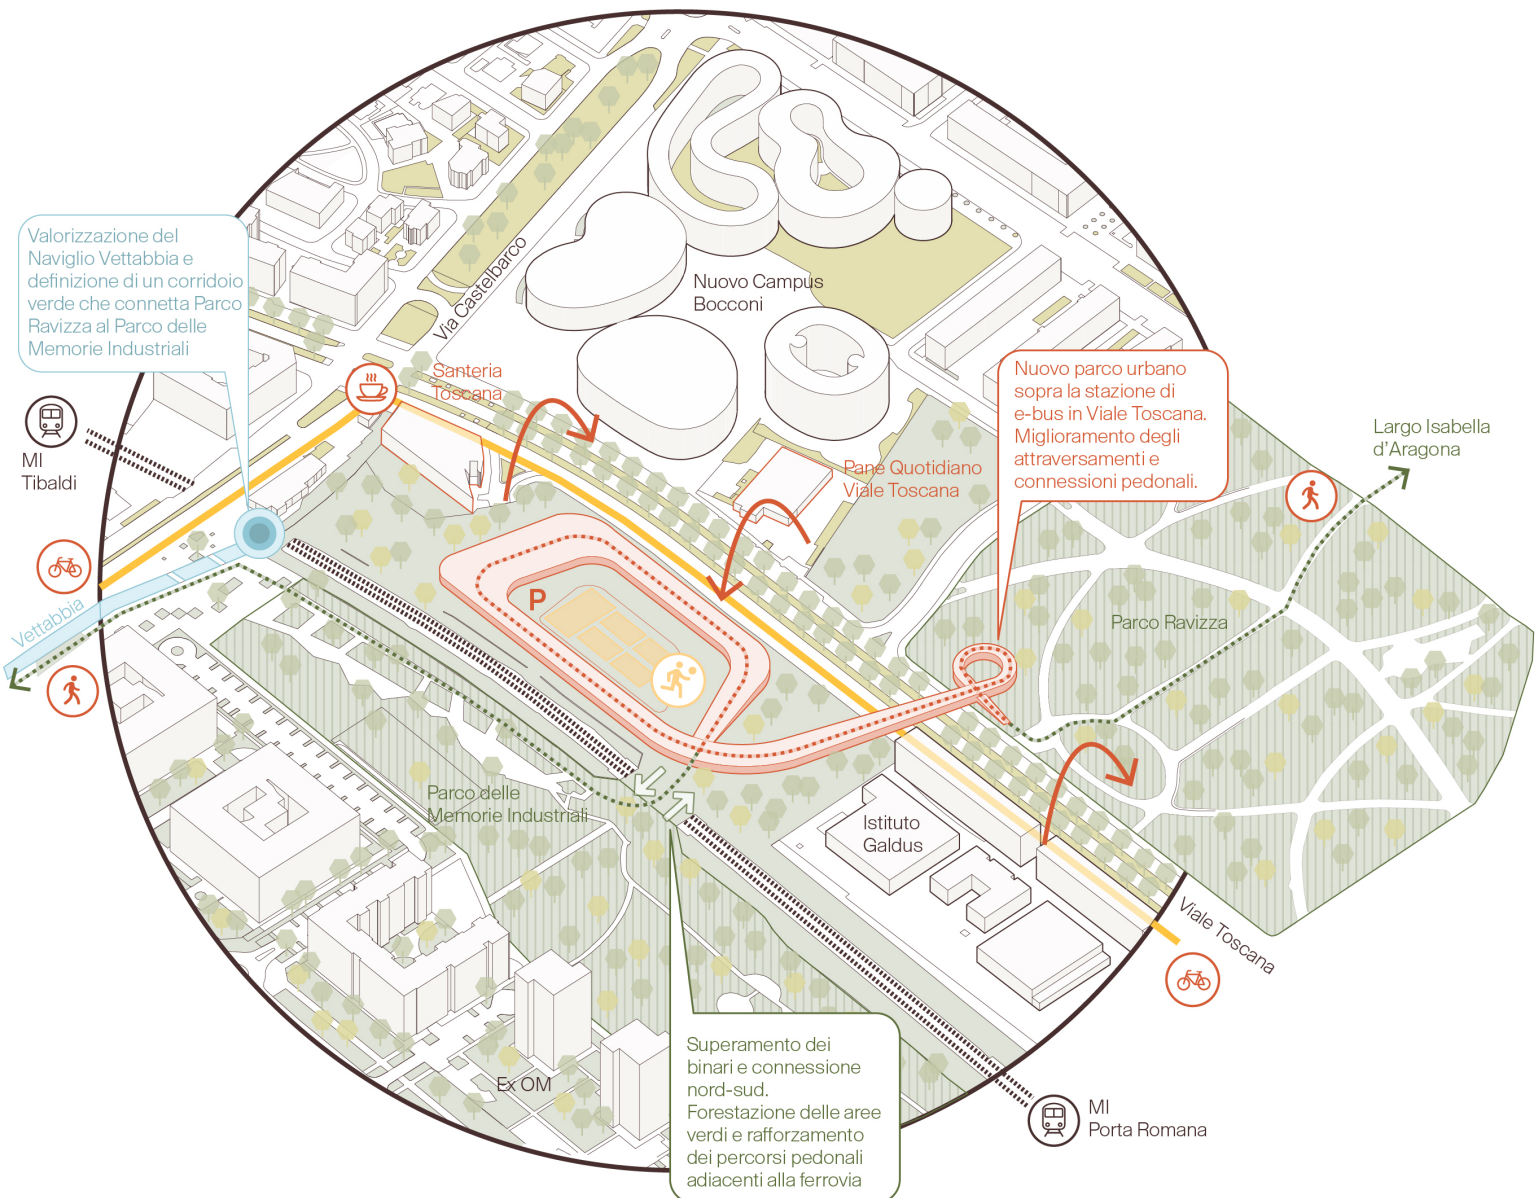 Valorizzazione del
Naviglio Vettabbia e
definizione di un corridoio
verde che connetta Parco
Ravizza al Parco delle
Memorie Industriali
Via Castelbarco
Nuovo Campus
Bocconi
Santeria
Toscana
Nuovo parco urbano
sopra la stazione di
e-bus in Viale Toscana.
Miglioramento degli
attraversamenti e
connessioni pedonali.
Largo Isabella
d'Aragona
MI
Tibaldi
Pane Quotidiano
Viale Toscana
Vettabbia
P
Parco Ravizza
Parco delle
Memorie Industriali
Istituto
Galdus
Viale Toscana
Ex OM
Superamento dei
binari e connessione
nord-sud.
Forestazione delle aree
verdi e rafforzamento
dei percorsi pedonali
adiacenti alla ferrovia
MI
Porta Romana